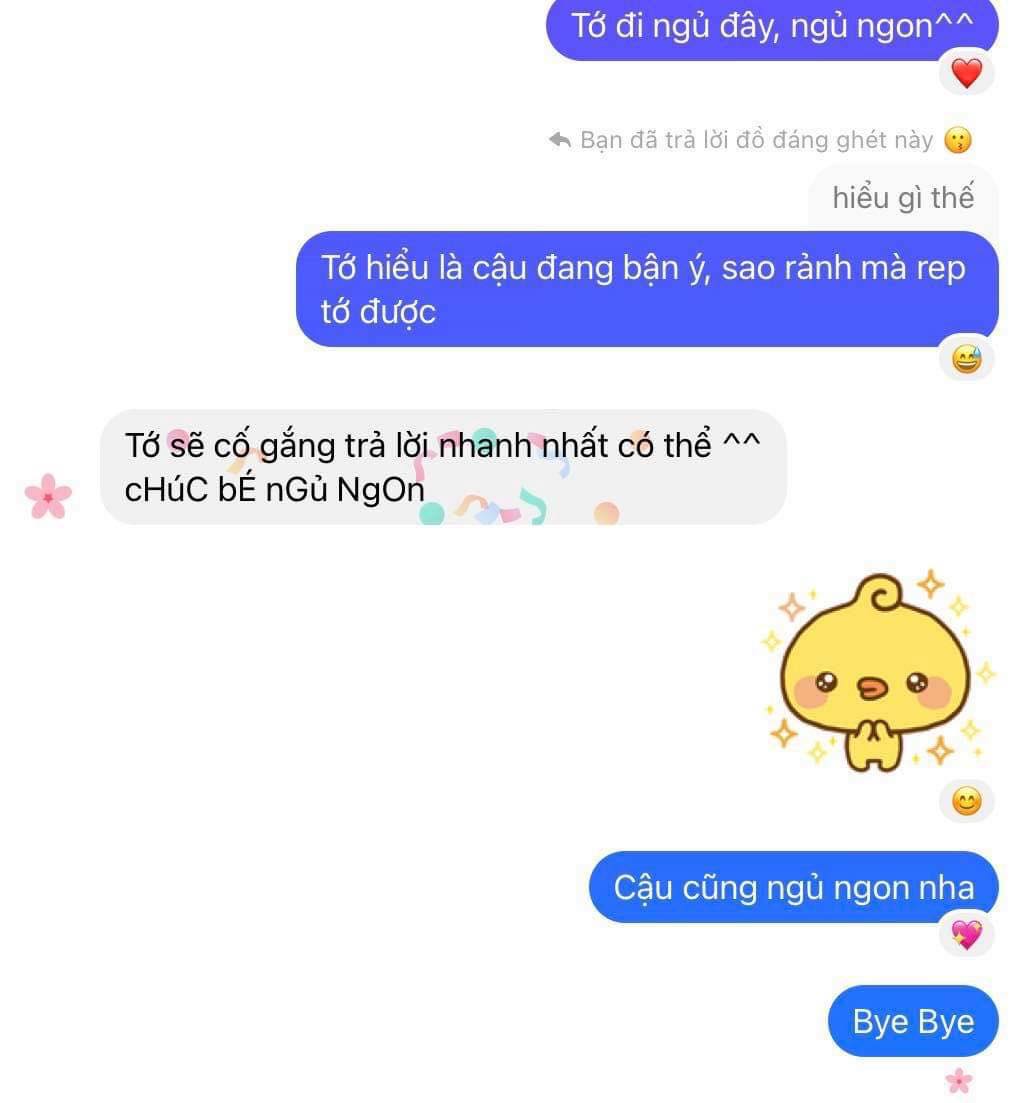 Tớ đi ngủ đây, ngủ ngon^^
Bạn đã trả lời đồ đáng ghét này
hiểu gì thế
Tớ hiểu là cậu đang bận ý, sao rảnh mà rep
tớ được
Tớ sẽ cố gắng trả lời nhanh nhất có thể ^^
cHúC bÉ nGủ NgOn
Cậu cũng ngủ ngon nha
Bye Bye